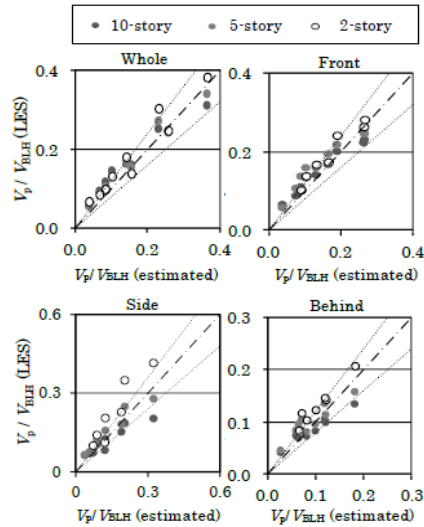 10-story 5-story 2-story
Whole Front
0.4 0.4
0.2 0.2
0.0 0.0
0.0 0.2 0.4 0.0 0.2 0.4
Vp / VBLH (LES)
Vp/VBLH (estimated) Vp/VBLH (estimated)
Side Behind
0.6 0.3
0.3 0.2
0.1
0 0.0
0.0 0.3 0.6 0.0 0.1 0.2 0.3
Vp / VBLH (LES)
Vp/VBLH (estimated) Vp/VBLH (estimated)